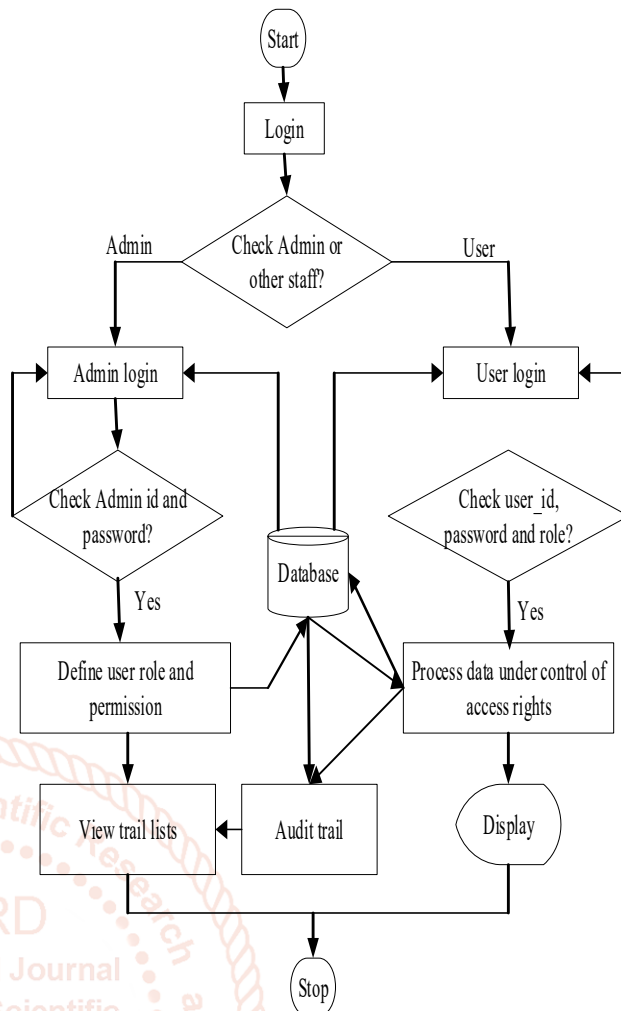 Start
Login
Admin
Check Admin or
other staff?
User
Admin login
User login
Check Admin id and
password?
Check user_id,
password and role?
Database
Yes
Yes
Define user role and
permission
Process data under control of
access rights
View trail lists
Audit trail
Display
Stop
Research
Journal